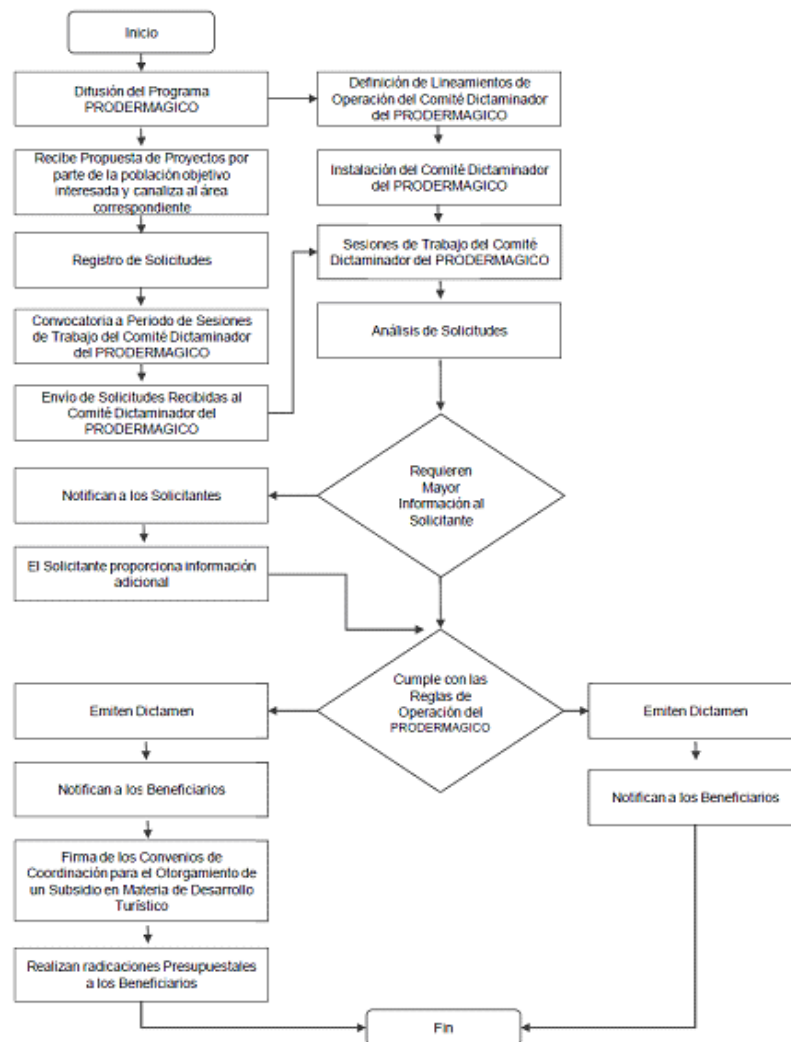 Inicio
Difusión del Programa
PRODERMAGICO
Definición de Lineamientos de
Operación del Comité Dictaminador
del PRODERMAGICO
Recibe Propuesta de Proyectos por
parte de la población objetivo
interesada y canaliza al área
correspondiente
Instalación del Comité Dictaminador
del PRODERMAGICO
Registro de Solicitudes
Sesiones de Trabajo del Comité
Dictaminador del PRODERMAGICO
Convocatoria a Periodo de Sesiones
de Trabajo del Comité Dictaminador
del PRODERMAGICO
Análisis de Solicitudes
Envío de Solicitudes Recibidas al
Comité Dictaminador del
PRODERMAGICO
Requieren
Mayor
Información al
Solicitante
Notifican a los Solicitantes
El Solicitante proporciona información
adicional
Cumple con las
Reglas de
Operación del
PRODERMAGICO
Emiten Dictamen
Emiten Dictamen
Notifican a los Beneficiarios
Notifican a los Beneficiarios
Firma de los Convenios de
Coordinación para el Otorgamiento de
un Subsidio en Materia de Desarrollo
Turístico
Realizan radicaciones Presupuestales
a los Beneficiarios
Fin